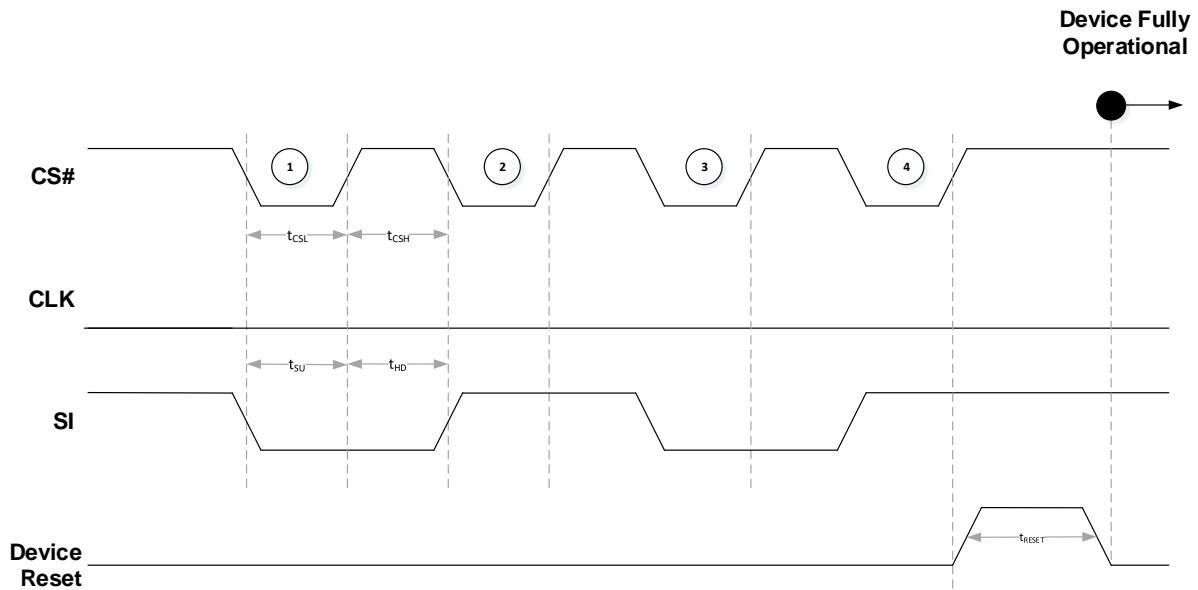 Device Fully
Operational
CS#
1
2
3
4
tCSL
tCSH
CLK
tSU
tHD
SI
Device
Reset
tRESET